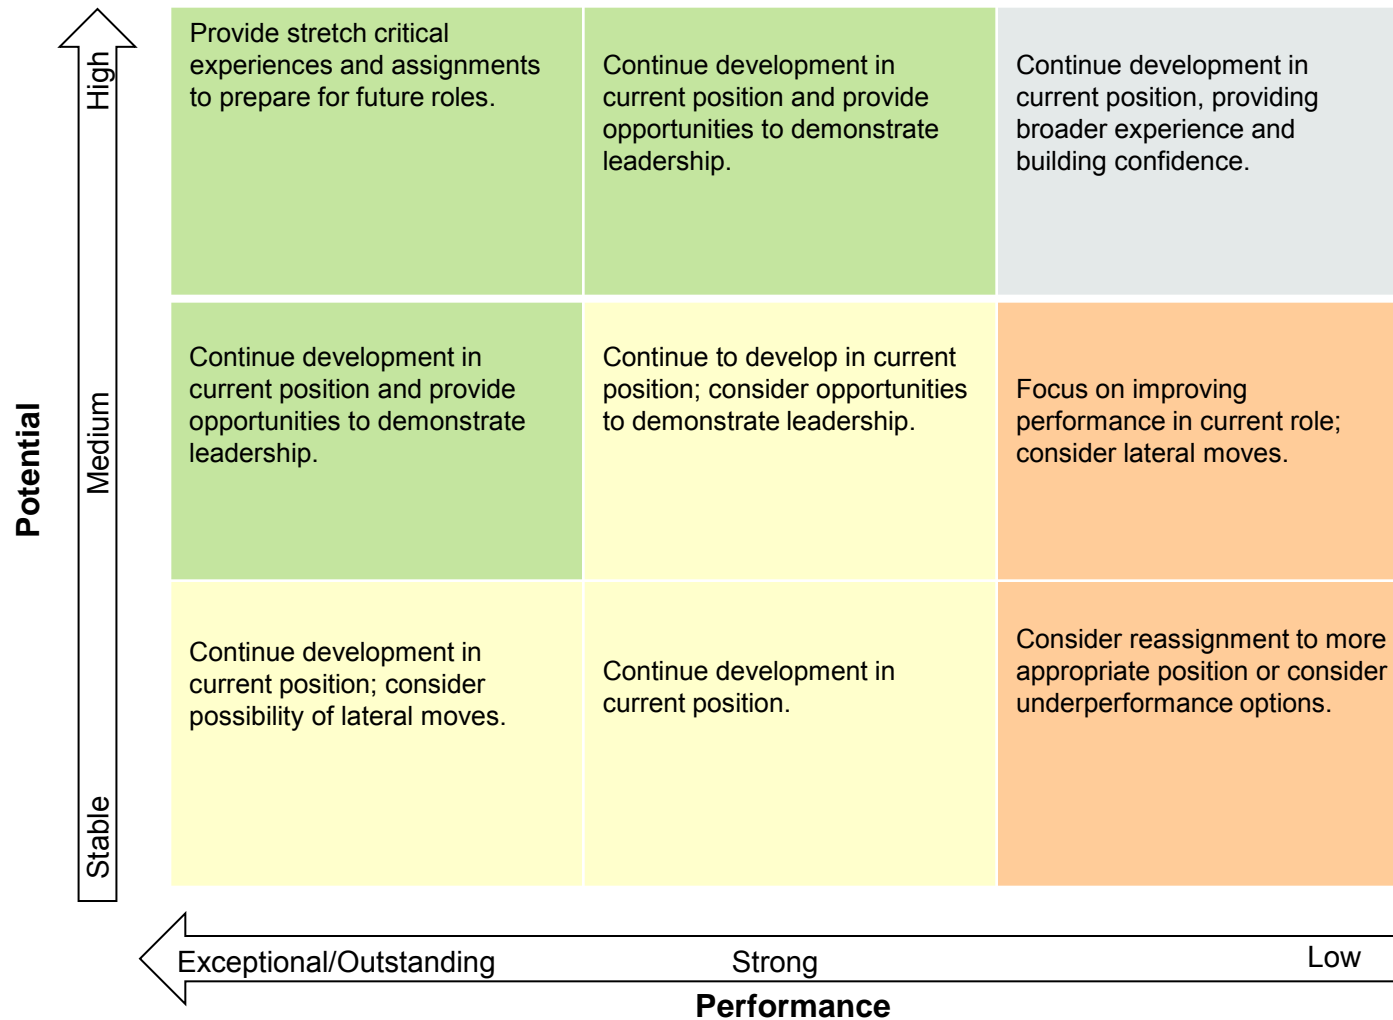 High
Provide stretch critical
experiences and assignments
to prepare for future roles.
Continue development in
current position and provide
opportunities to demonstrate
leadership.
Continue development in
current position, providing
broader experience and
building confidence.
Potential
Medium
Continue development in
current position and provide
opportunities to demonstrate
leadership.
Continue to develop in current
position; consider opportunities
to demonstrate leadership.
Focus on improving
performance in current role;
consider lateral moves.
Stable
Continue development in
current position; consider
possibility of lateral moves.
Continue development in
current position.
Consider reassignment to more
appropriate position or consider
underperformance options.
Exceptional/Outstanding
Strong
Low
Performance